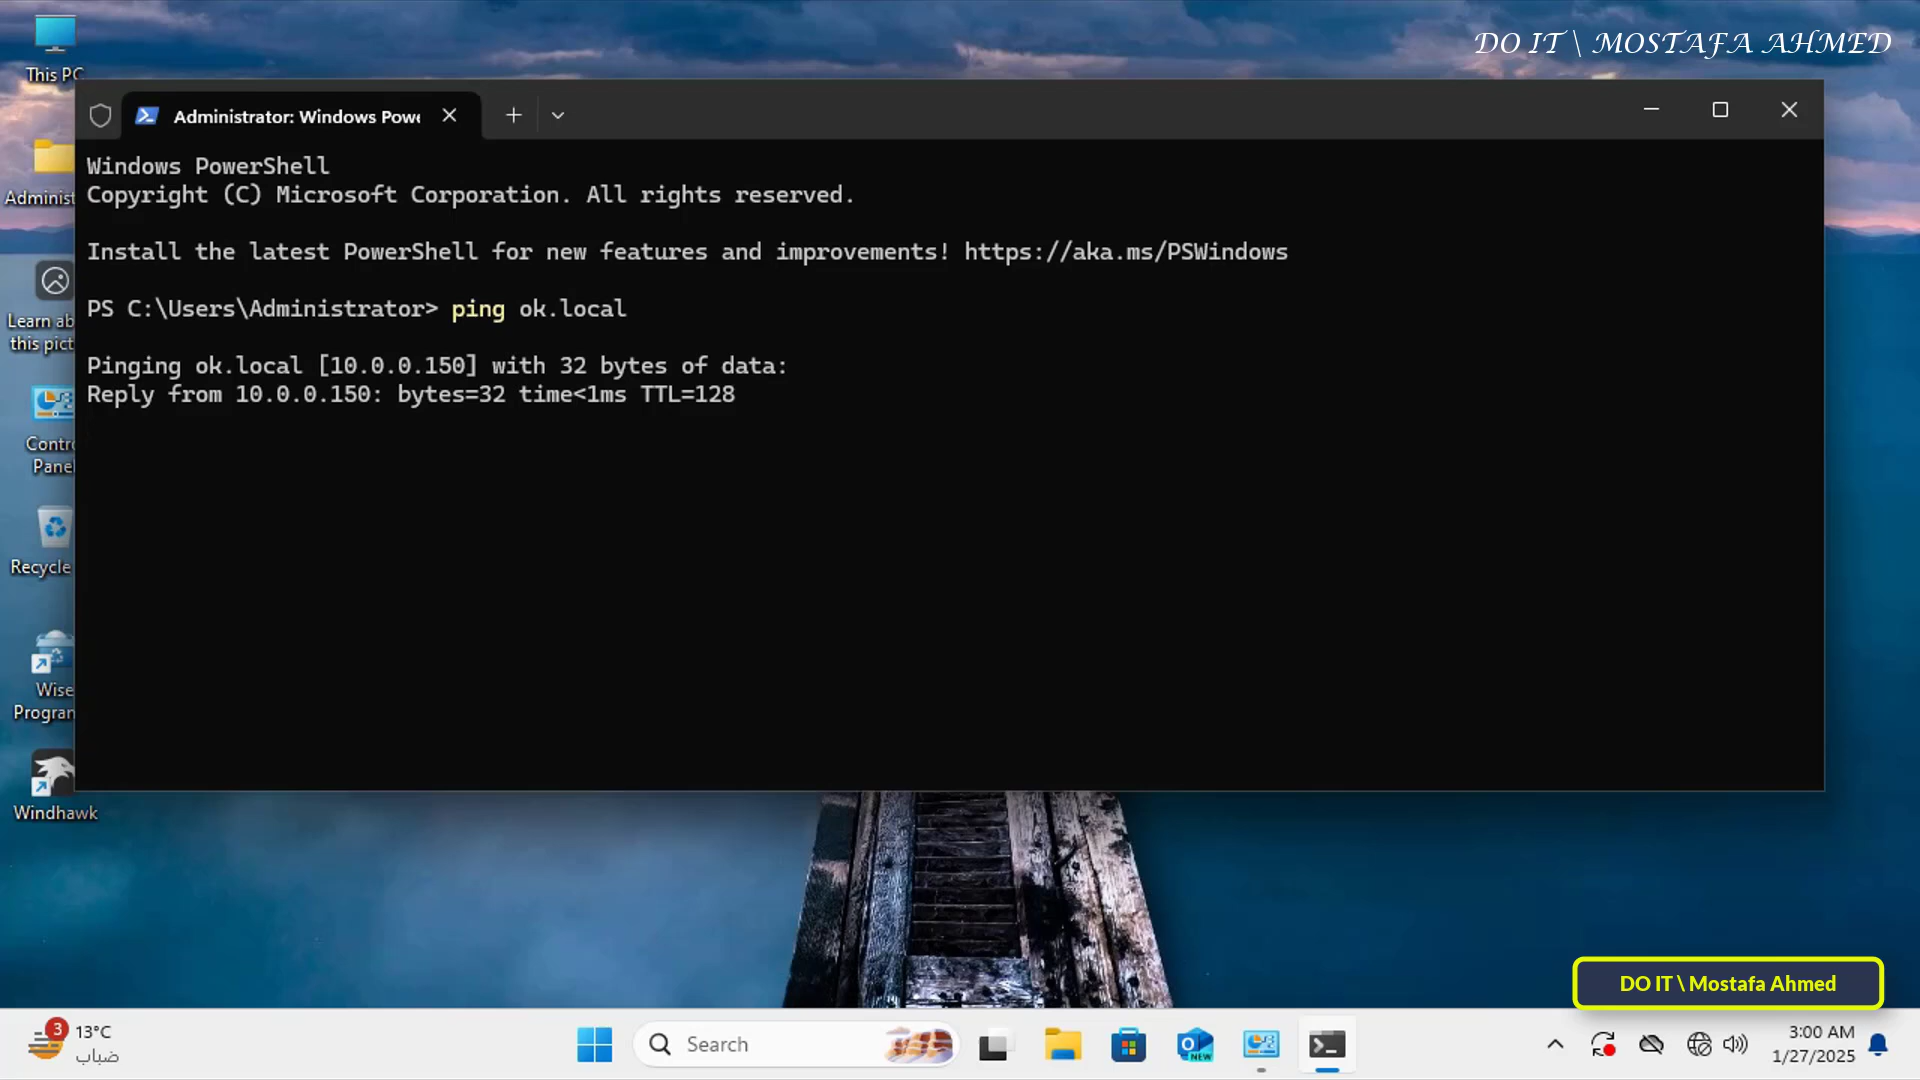 DO IT \ MOSTAFA AHMED
This PC
Administrator: Windows Powe
Windows PowerShell
Copyright (C) Microsoft Corporation. All rights reserved.
Administ
Install the latest PowerShell for new features and improvements! https://aka.ms/PSWindows
PS C:\Users\Administrator> ping ok.local
Learn ab
this pict
Pinging ok.local [10.0.0.150] with 32 bytes of data:
Reply from 10.0.0.150: bytes=32 time<1ms TTL=128
Contro
Panel
Recycle
Wise
Program
Windhawk
DO IT \ Mostafa Ahmed
3
13°C
ضباب
Search
NEW
3:00 AM
1/27/2025